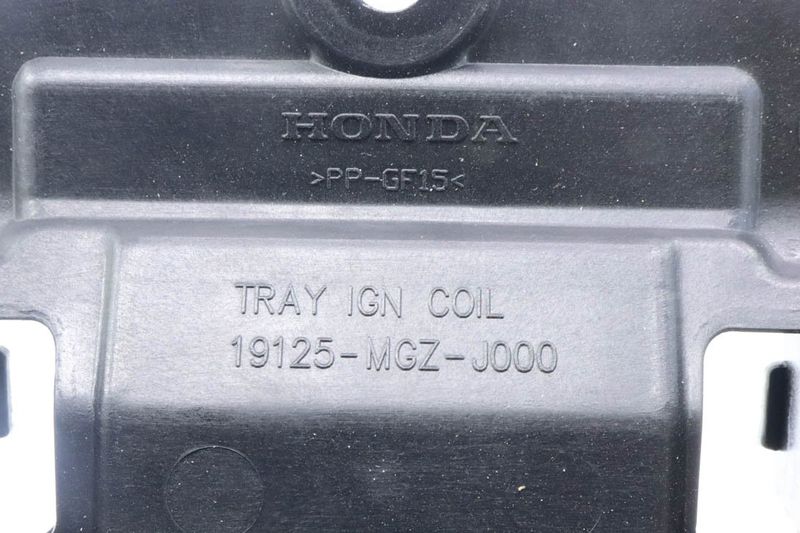 HONDA
>PP-GF15<
TRAY IGN COIL
19125-MGZ-J000